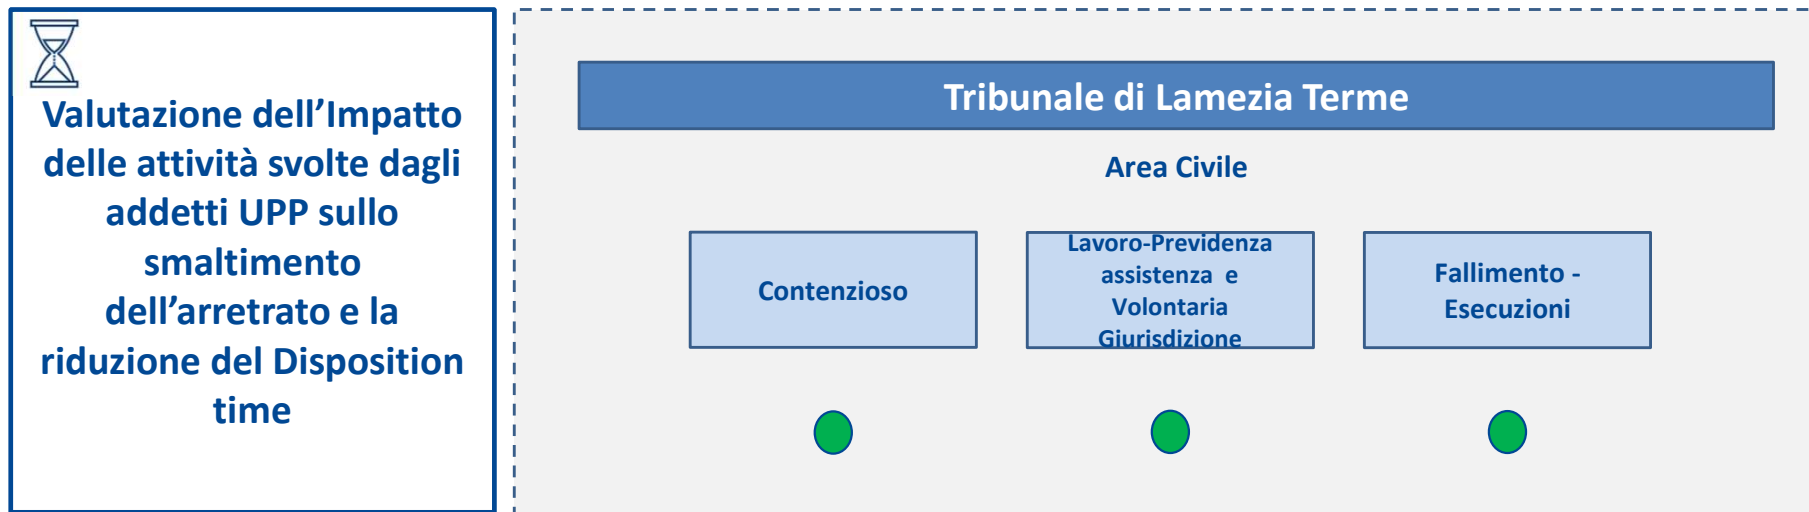 Valutazione dell’Impatto
delle attività svolte dagli
addetti UPP sullo
smaltimento
dell’arretrato e la
riduzione del Disposition
time
Tribunale di Lamezia Terme
Area Civile
Contenzioso
Lavoro-Previdenza
assistenza e
Volontaria
Giurisdizione
Fallimento -
Esecuzioni